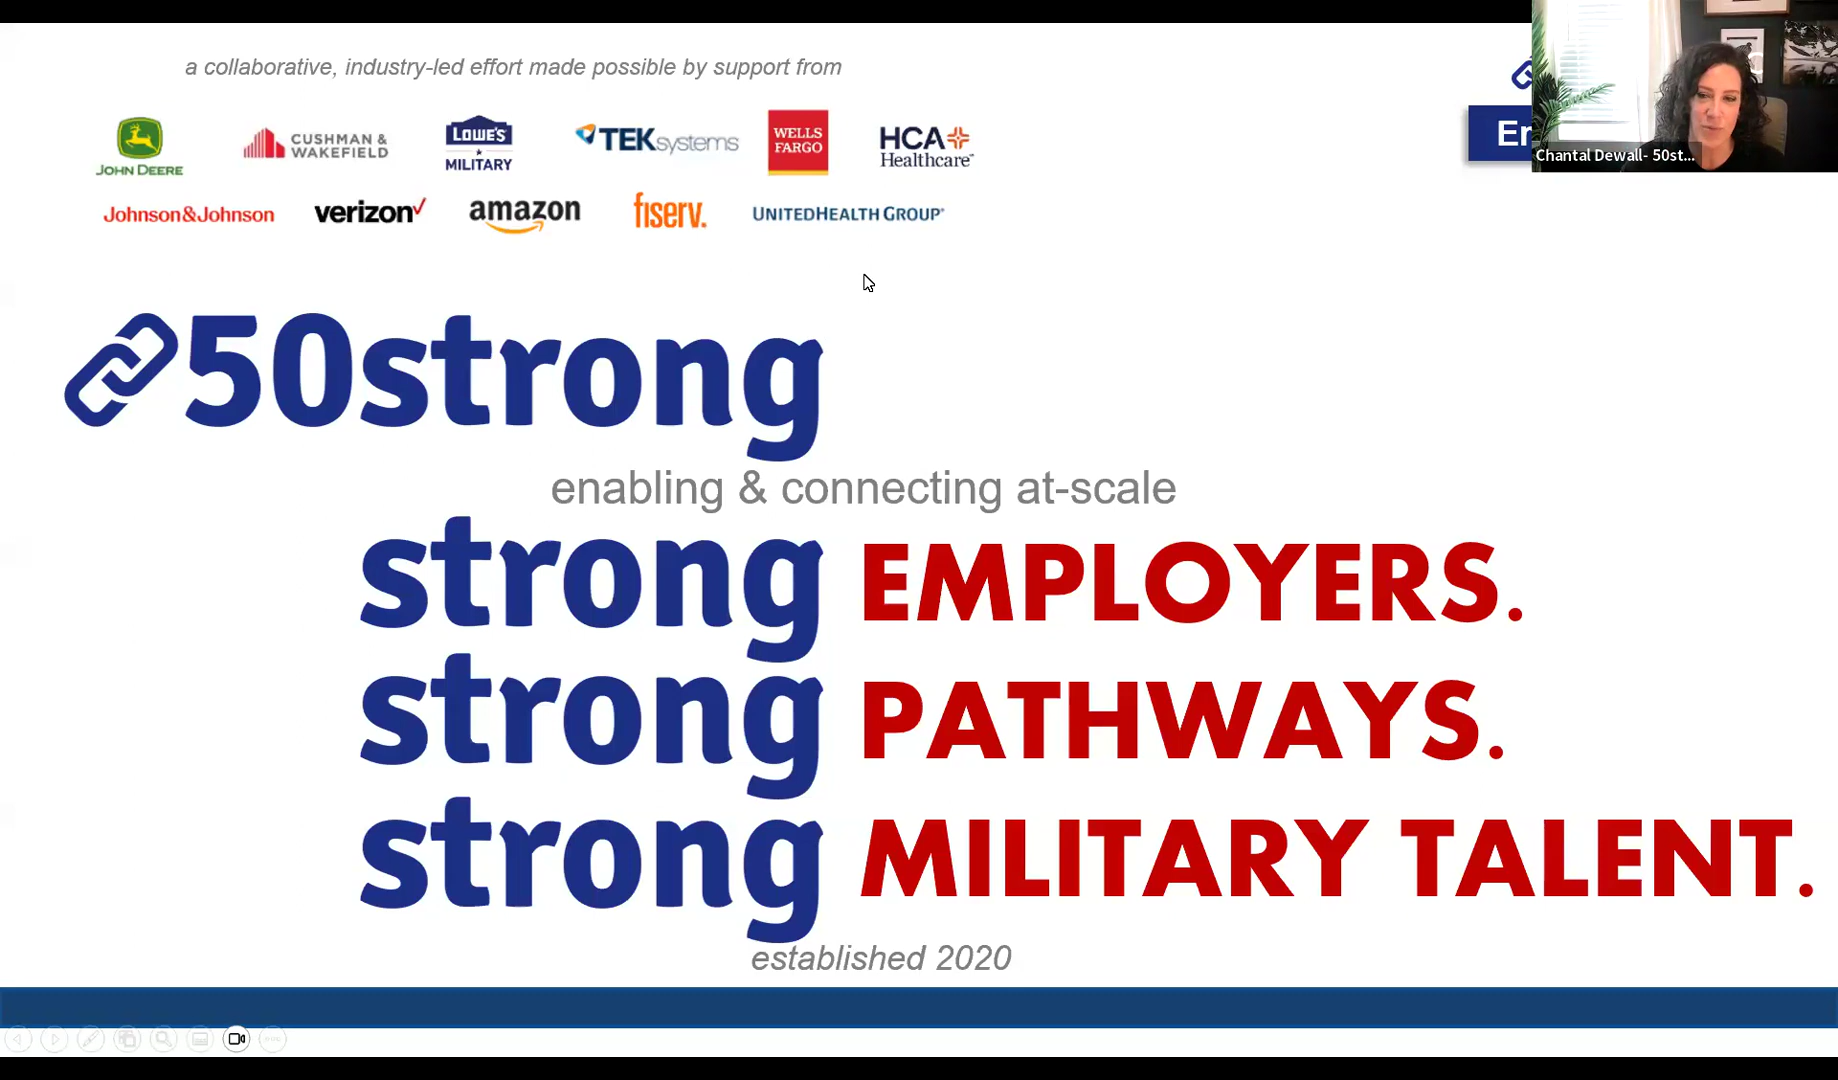 a collaborative, industry-led effort made possible by support from
JOHN DEERE
CUSHMAN &
WAKEFIELD
LOWE'S
MILITARY
TEKsystems
WELLS
FARGO
HCA
Healthcare™
Johnson&Johnson
verizon
amazon
fiserv.
UNITEDHEALTH GROUP®
Chantal Dewall- 50st...
50strong
enabling & connecting at-scale
strong EMPLOYERS.
strong PATHWAYS.
strong MILITARY TALENT.
established 2020